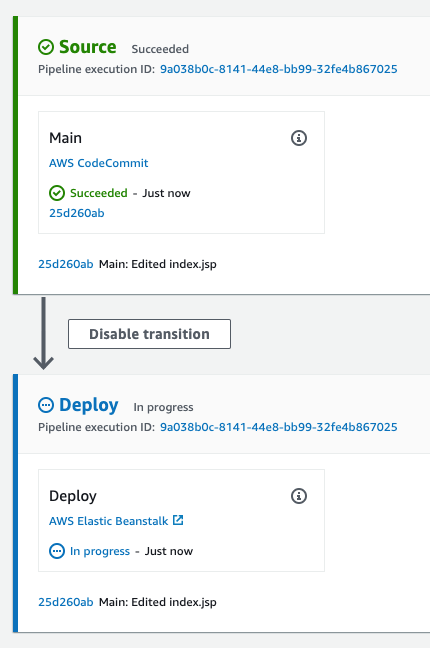 Source Succeeded
Pipeline execution ID: 9a038b0c-8141-44e8-bb99-32fe4b867025
Main
AWS CodeCommit
Succeeded - Just now
25d260ab
25d260ab Main: Edited index.jsp
Disable transition
Deploy In progress
Pipeline execution ID: 9a038b0c-8141-44e8-bb99-32fe4b867025
Deploy
AWS Elastic Beanstalk
In progress - Just now
25d260ab Main: Edited index.jsp